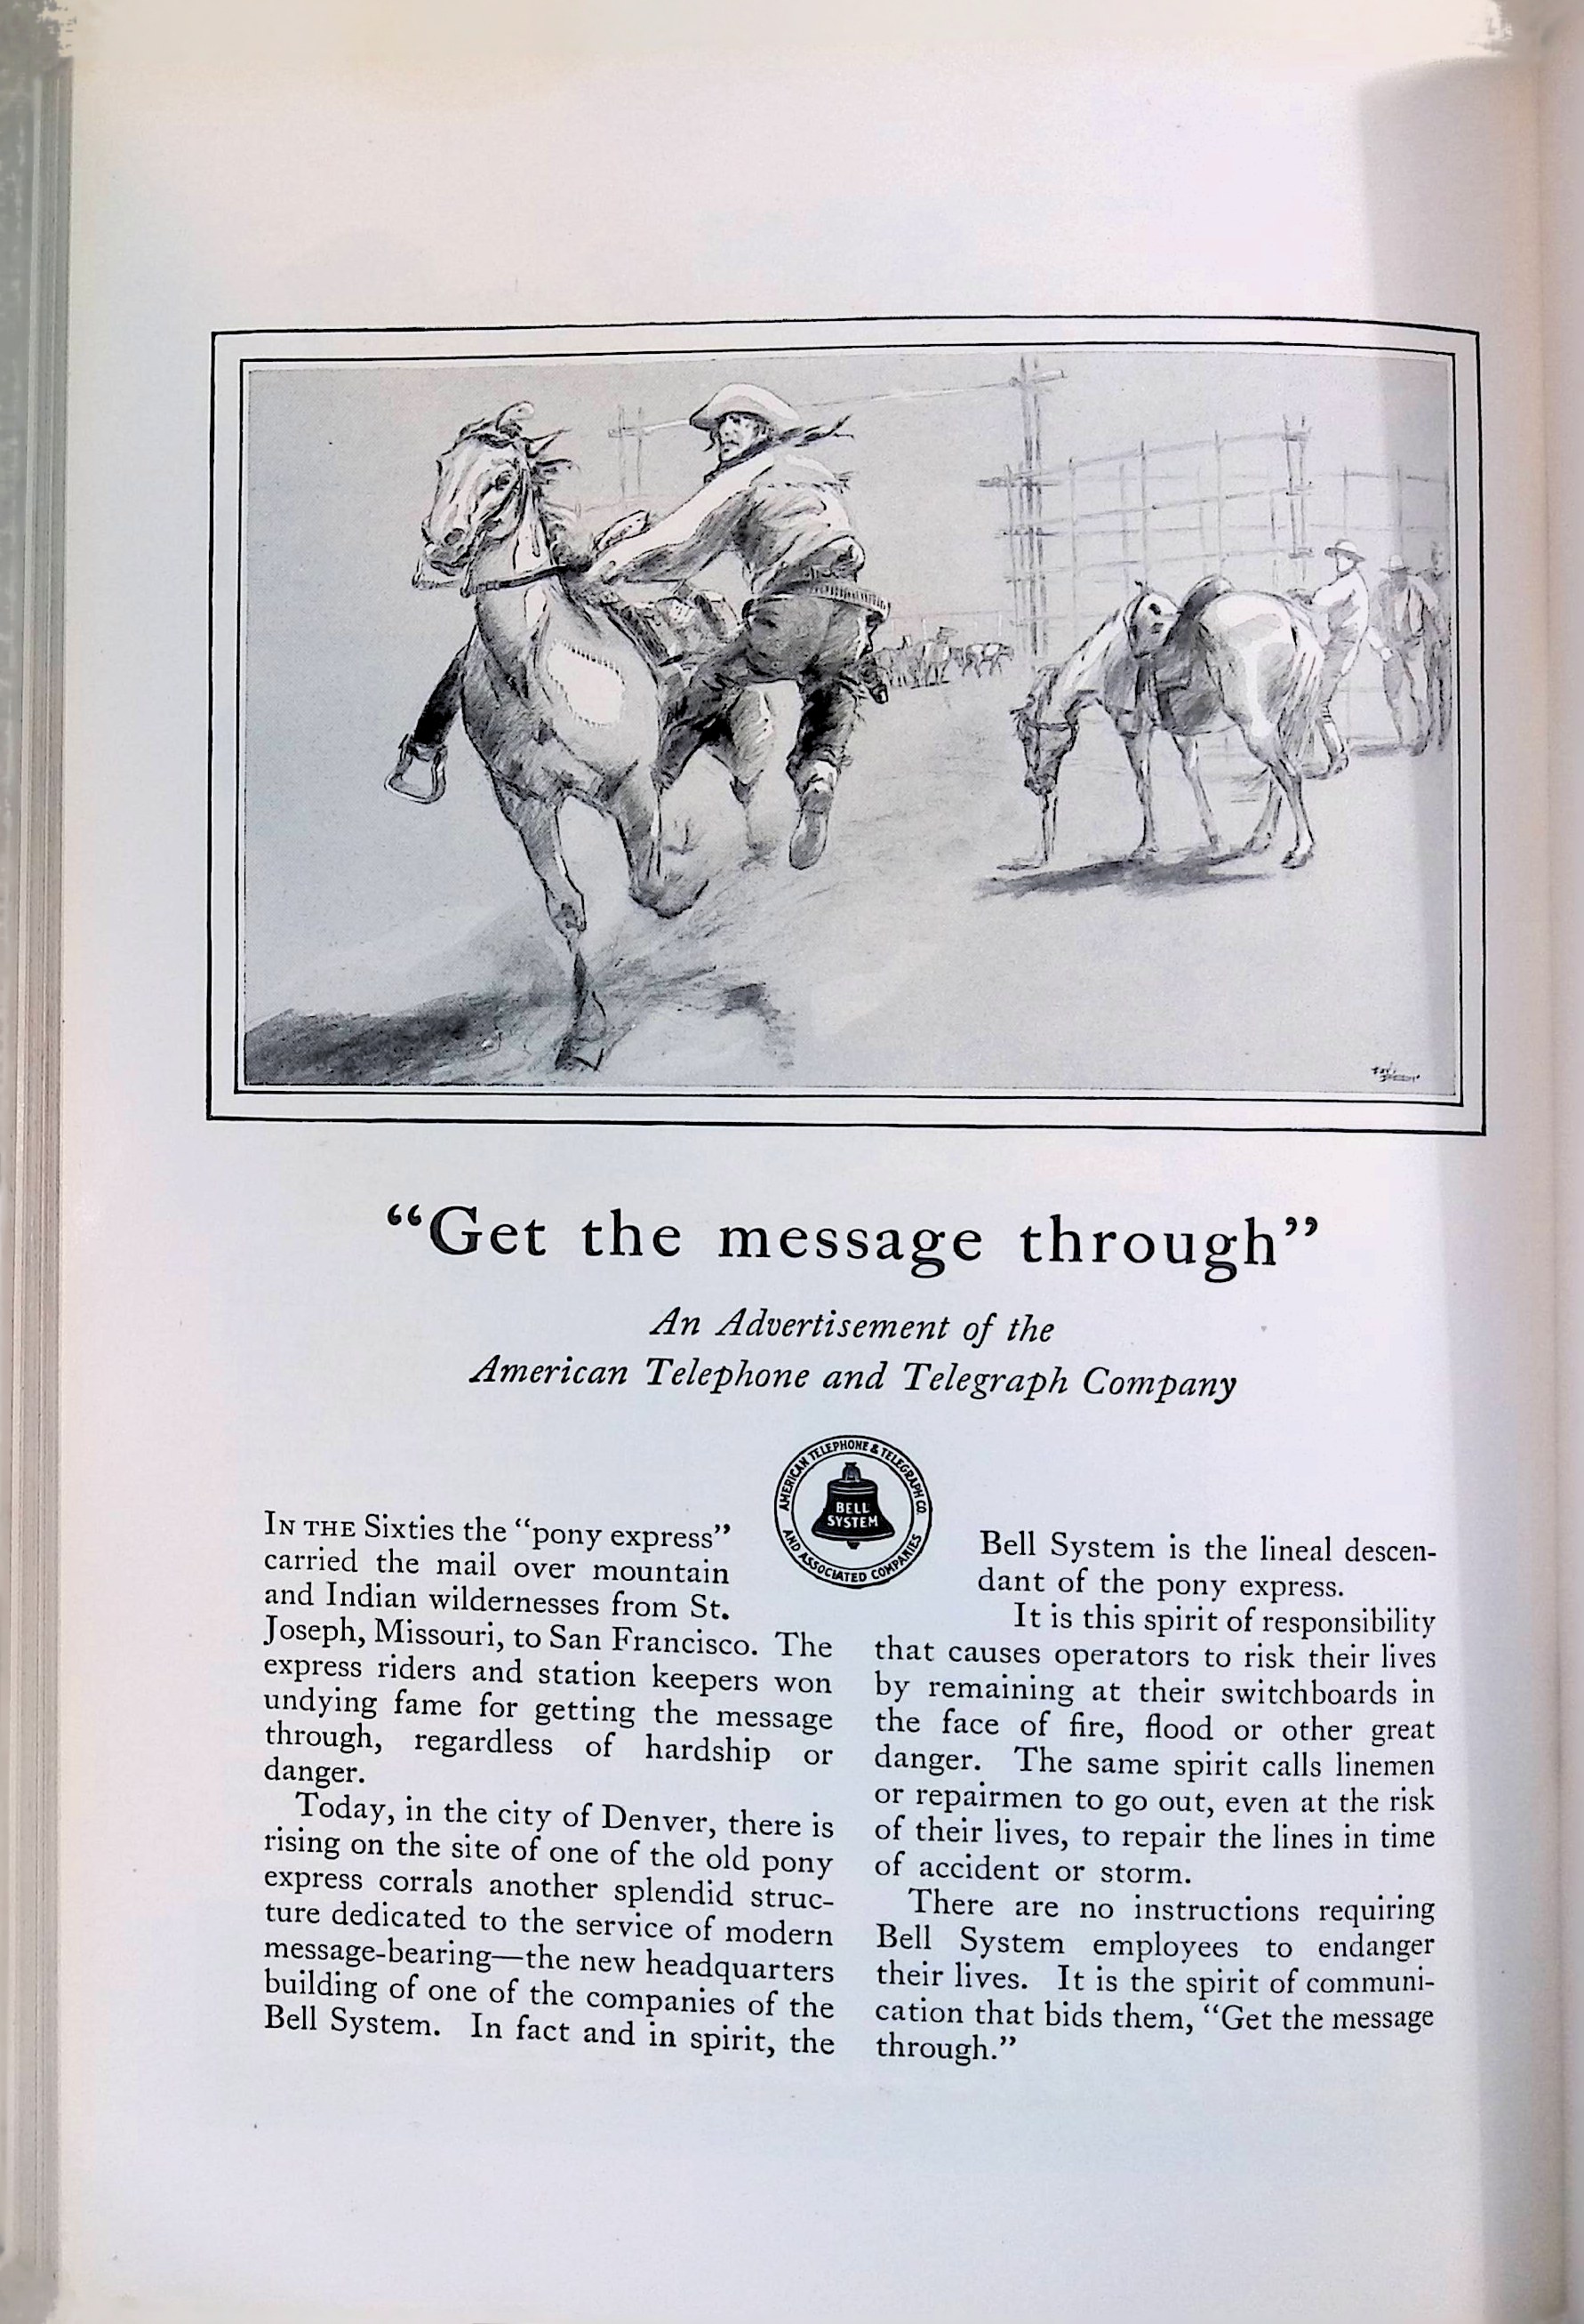 “Get the message through”
An Advertisement of the
American Telephone and Telegraph Company
AMERICAN TELEPHONE & TELEGRAPH CO.
AND ASSOCIATED COMPANIES
BELL
SYSTEM
IN THE Sixties the “pony express”
carried the mail over mountain
and Indian wildernesses from St.
Joseph, Missouri, to San Francisco. The
express riders and station keepers won
undying fame for getting the message
through, regardless of hardship or
danger.
Today, in the city of Denver, there is
rising on the site of one of the old pony
express corrals another splendid struc-
ture dedicated to the service of modern
message-bearing—the new headquarters
building of one of the companies of the
Bell System. In fact and in spirit, the
Bell System is the lineal descen-
dant of the pony express.
It is this spirit of responsibility
that causes operators to risk their lives
by remaining at their switchboards in
the face of fire, flood or other great
danger. The same spirit calls linemen
or repairmen to go out, even at the risk
of their lives, to repair the lines in time
of accident or storm.
There are no instructions requiring
Bell System employees to endanger
their lives. It is the spirit of communi-
cation that bids them, “Get the message
through.”